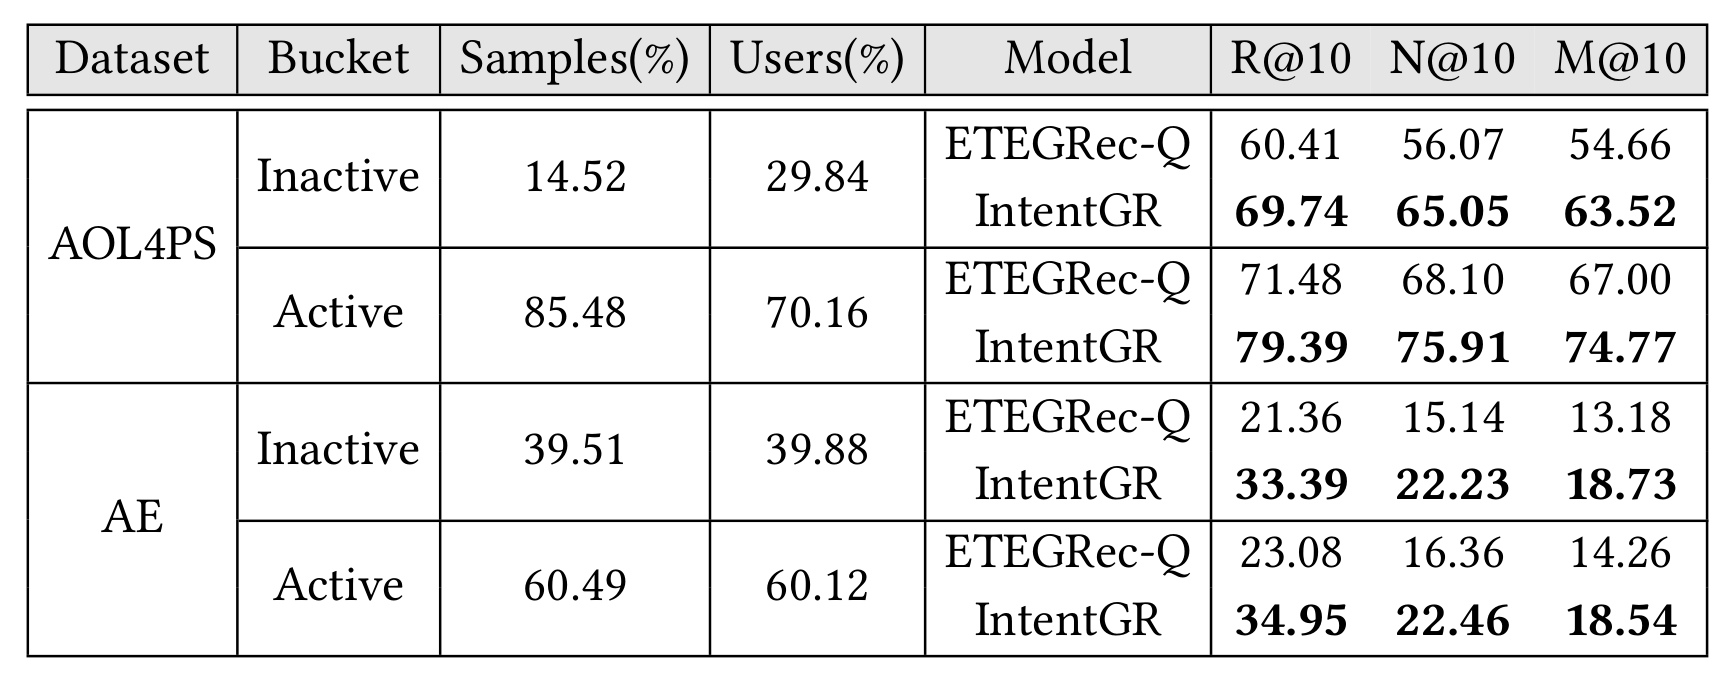 Dataset Bucket Samples(%) Users(%) Model R@10 N@10 M@10
AOL4PS Inactive 14.52 29.84 ETEGRec-Q 60.41 56.07 54.66
IntentGR 69.74 65.05 63.52
Active 85.48 70.16 ETEGRec-Q 71.48 68.10 67.00
IntentGR 79.39 75.91 74.77
AE Inactive 39.51 39.88 ETEGRec-Q 21.36 15.14 13.18
IntentGR 33.39 22.23 18.73
Active 60.49 60.12 ETEGRec-Q 23.08 16.36 14.26
IntentGR 34.95 22.46 18.54